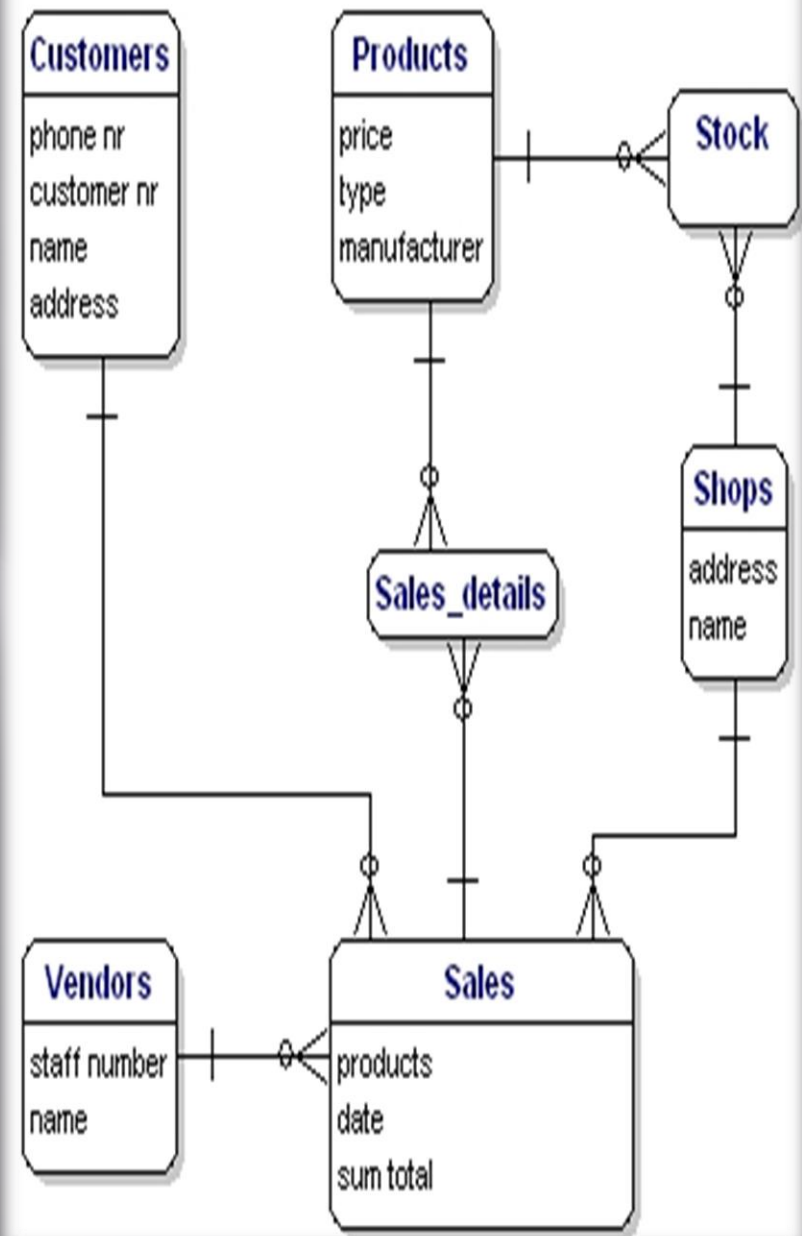 Customers
phone nr
customer nr
name
address
Products
price
type
manufacturer
Stock
Shops
address
name
Sales_details
Vendors
staff number
name
Sales
products
date
sum total